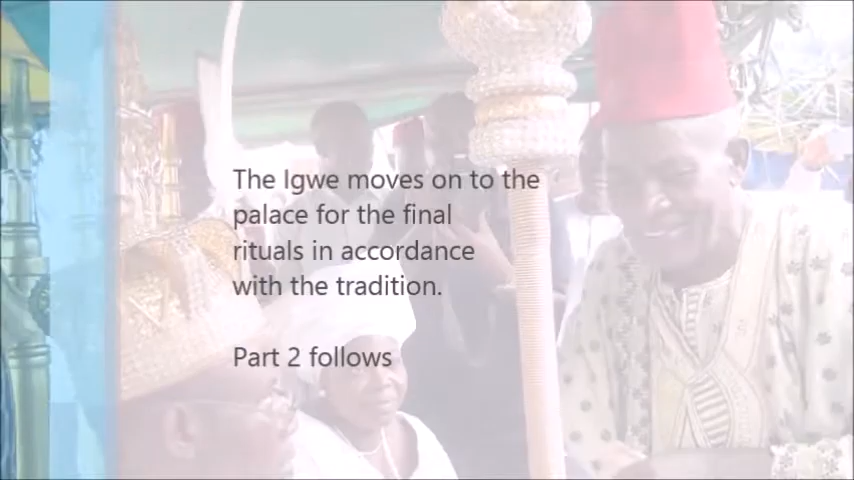 The Igwe moves on to the
palace for the final
rituals in accordance
with the tradition.
Part 2 follows